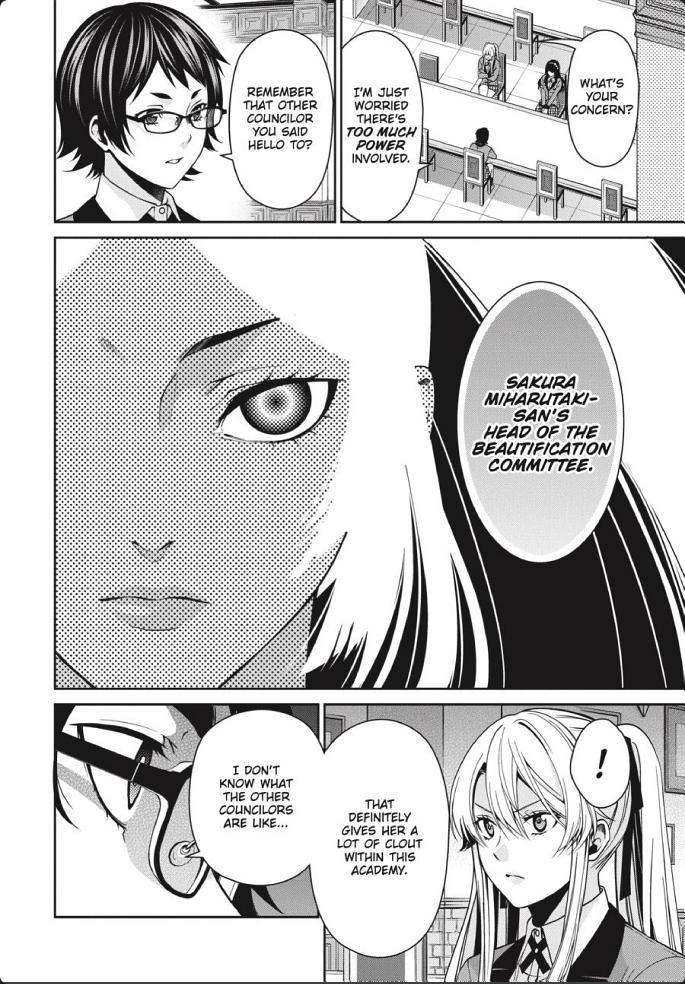 WHAT'S
YOUR
CONCERN?
I'M JUST
WORRIED
THERE'S
TOO MUCH
POWER
INVOLVED.
REMEMBER
THAT OTHER
COUNCILOR
YOU SAID
HELLO TO?
SAKURA
MIHARUTAKI-
SAN'S
HEAD OF THE
BEAUTIFICATION
COMMITTEE.
!
THAT
DEFINITELY
GIVES HER A
LOT OF CLOUT
WITHIN THIS
ACADEMY.
I DON'T
KNOW WHAT
THE OTHER
COUNCILORS
ARE LIKE...